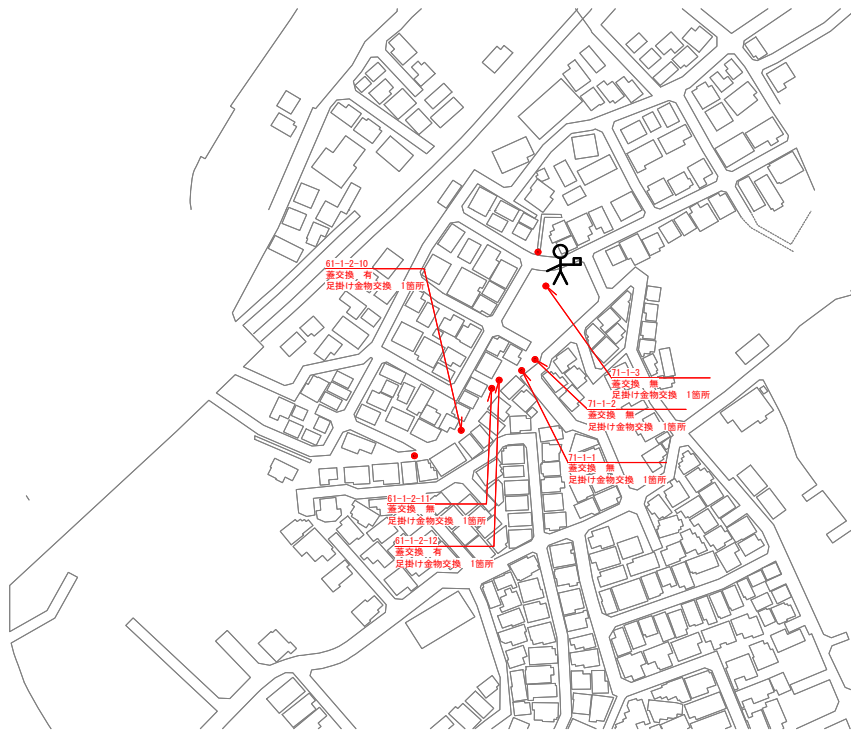 61-1-2-10
蓋交換　有
足掛け金物交換　1箇所
71-1-3
蓋交換　無
足掛け金物交換　1箇所
71-1-2
蓋交換　無
足掛け金物交換　1箇所
71-1-1
蓋交換　無
足掛け金物交換　1箇所
61-1-2-11
蓋交換　無
足掛け金物交換　1箇所
61-1-2-12
蓋交換　有
足掛け金物交換　1箇所